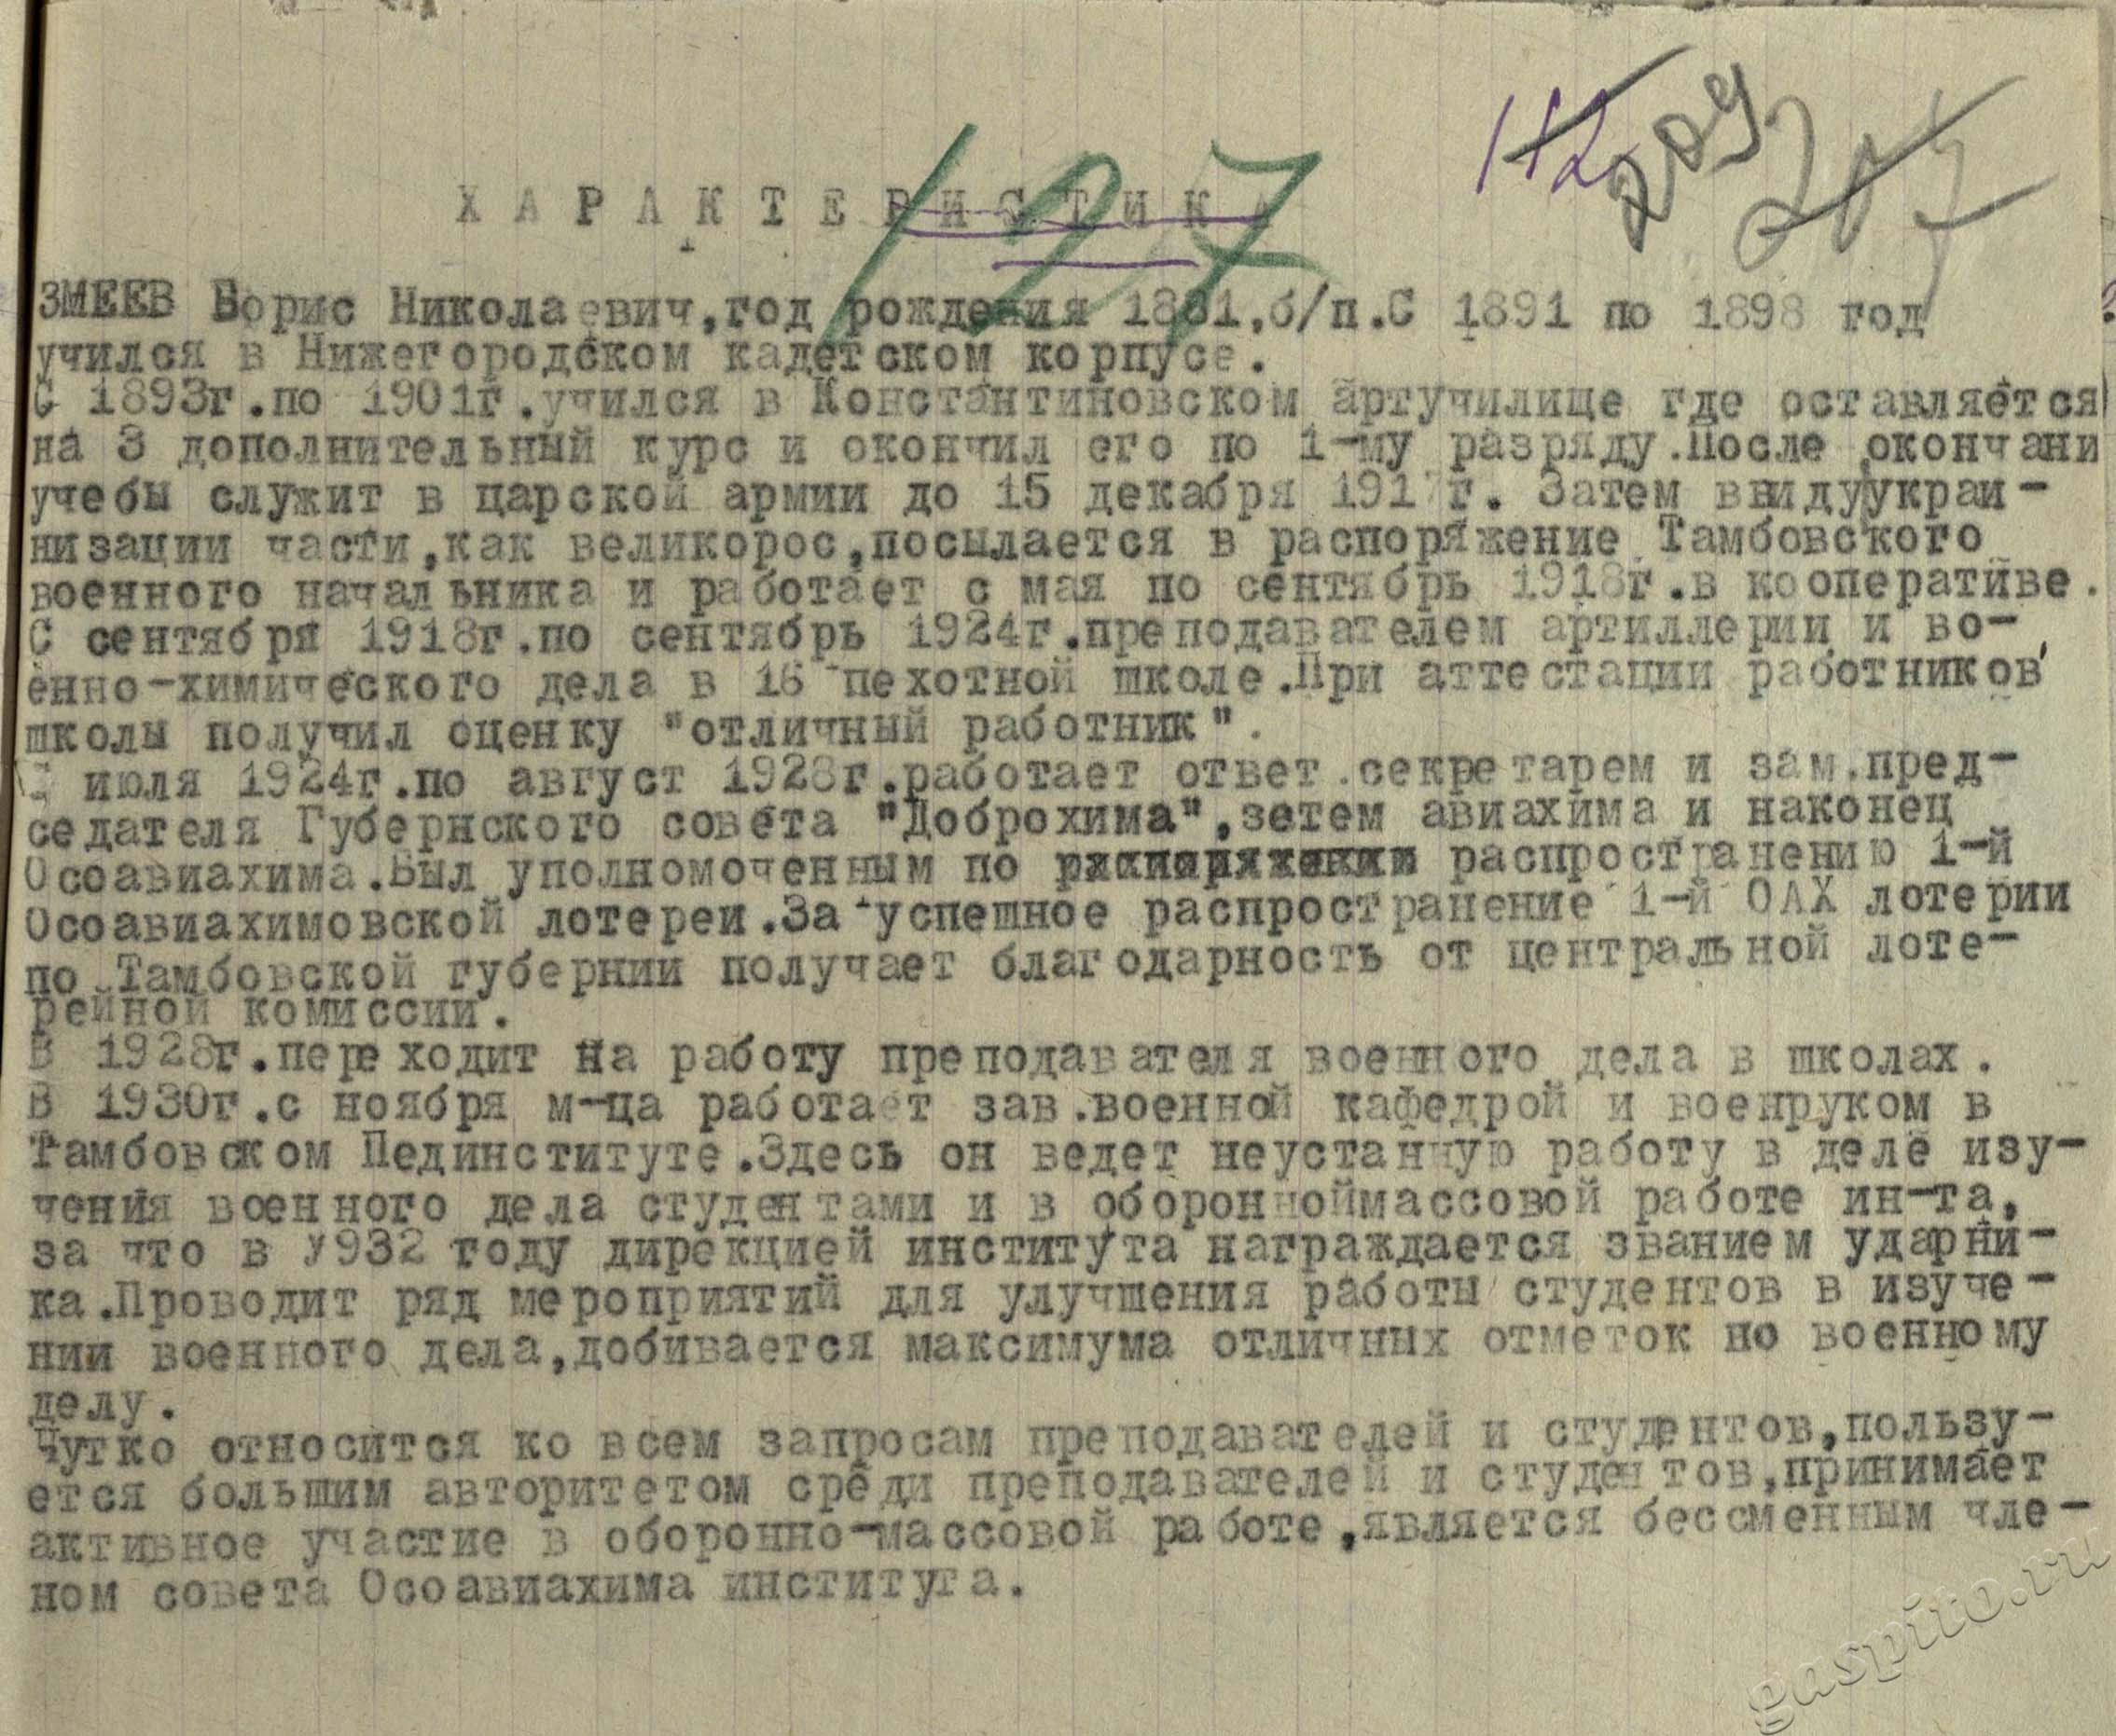 112 209
207
127
ХАРАКТЕРИСТИКА
ЗМЕЕВ Борис Николаевич,год рождения 1881,б/п.С 1891 по 1898 год
учился в Нижегородском кадетском корпусе.
С 1893г.по 1901г.учился в Константиновском артучилище где оставляется
на 3 дополнительный курс и окончил его по 1-му разряду.После окончани
учебы служит в царской армии до 15 декабря 1917г. Затем ввидуукраи-
низации части,как великорос,посылается в распоряжение Тамбовского
военного начальника и работает с мая по сентябрь 1918г.в кооперативе.
С сентября 1918г.по сентябрь 1924г.преподавателем артиллерии и во-
енно-химического дела в 16 пехотной школе.При аттестации работников
школы получил оценку "отличный работник".
С июля 1924г.по август 1928г.работает ответ.секретарем и зам.пред-
седателя Губернского совета "Доброхима",зетем авиахима и наконец
Осоавиахима.Был уполномоченным по распространению 1-й
Осоавиахимовской лотереи.За успешное распространение 1-й ОАХ лотерии
по Тамбовской губернии получает благодарность от центральной лоте-
рейной комиссии.
В 1928г.переходит на работу преподавателя военного дела в школах.
В 1930г.с ноября м-ца работает зав.военной кафедрой и военруком в
Тамбовском Пединституте.Здесь он ведет неустанную работу в деле изу-
чения военного дела студентами и в оборонноймассовой работе ин-та,
за что в У932 году дирекцией института награждается званием ударни-
ка.Проводит ряд мероприятий для улучшения работы студентов в изуче-
нии военного дела,добивается максимума отличных отметок по военному
делу.
Чутко относится ко всем запросам преподавателей и студентов,пользу-
ется большим авторитетом среди преподавателей и студентов,принимает
активное участие в оборонно-массовой работе,является бессменным чле-
ном совета Осоавиахима института.
gaspito.ru